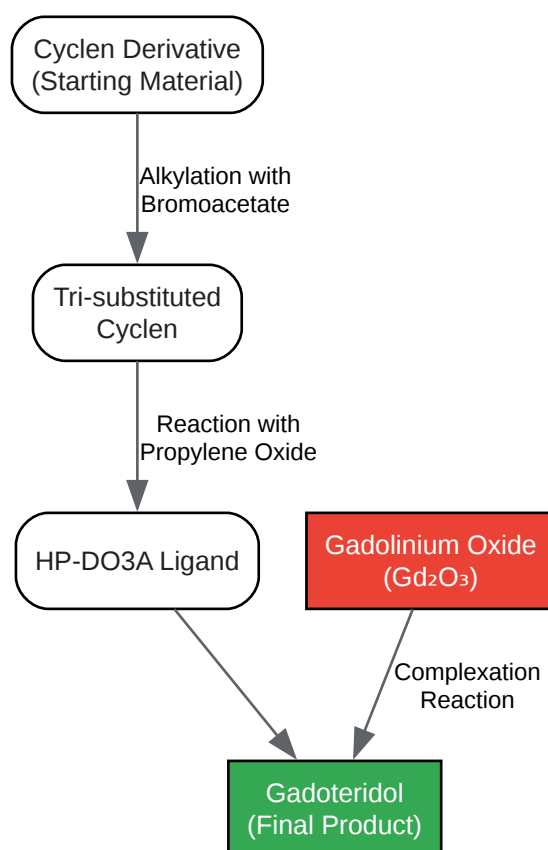 Cyclen Derivative
(Starting Material)
Alkylation with
Bromoacetate
Tri-substituted
Cyclen
Reaction with
Propylene Oxide
HP-DO3A Ligand
Gadolinium Oxide
(Gd₂O₃)
Complexation
Reaction
Gadoteridol
(Final Product)